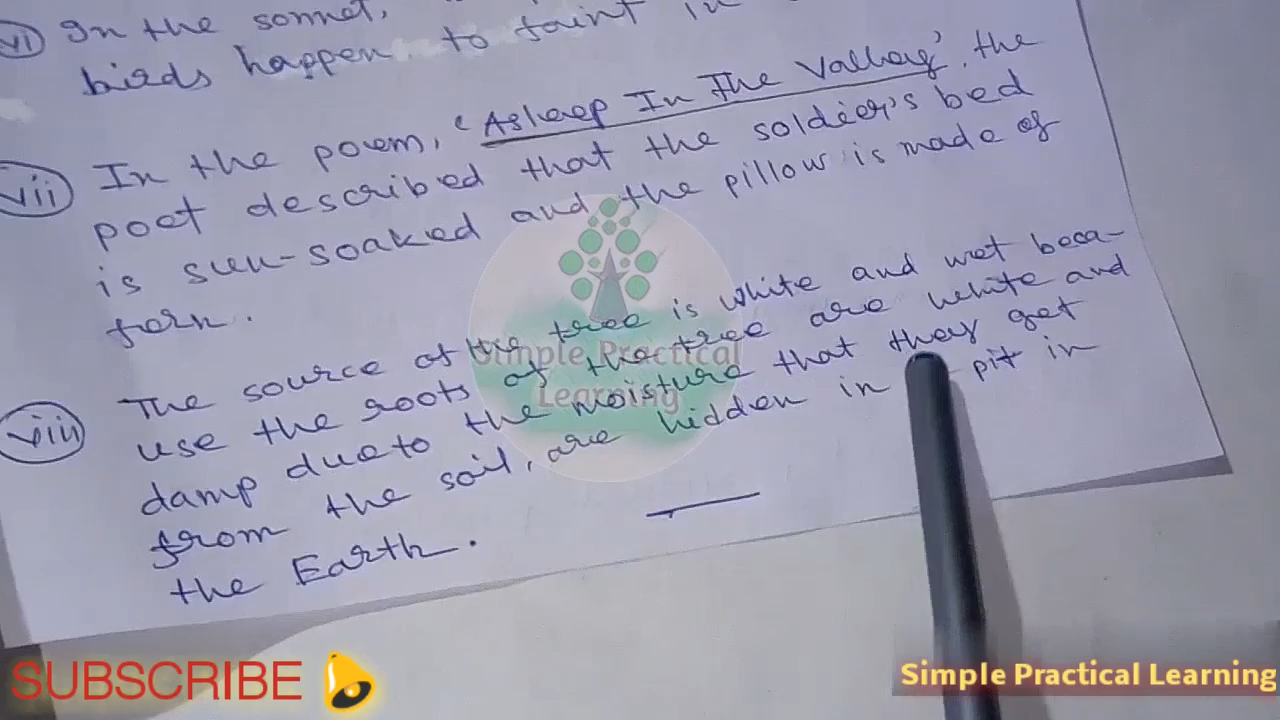 vi In the sonnet,
birds happen to faint in
vii In the poem, 'Asleep In The Valley', the
poet described that the soldier's bed
is sun-soaked and the pillow is made of
fern.
viii The source of the tree is white and wet beca-
use the roots of the tree are white and
damp due to the moisture that they get
from the soil, are hidden in pit in
the Earth.
Simple Practical
Learning
SUBSCRIBE
Simple Practical Learning